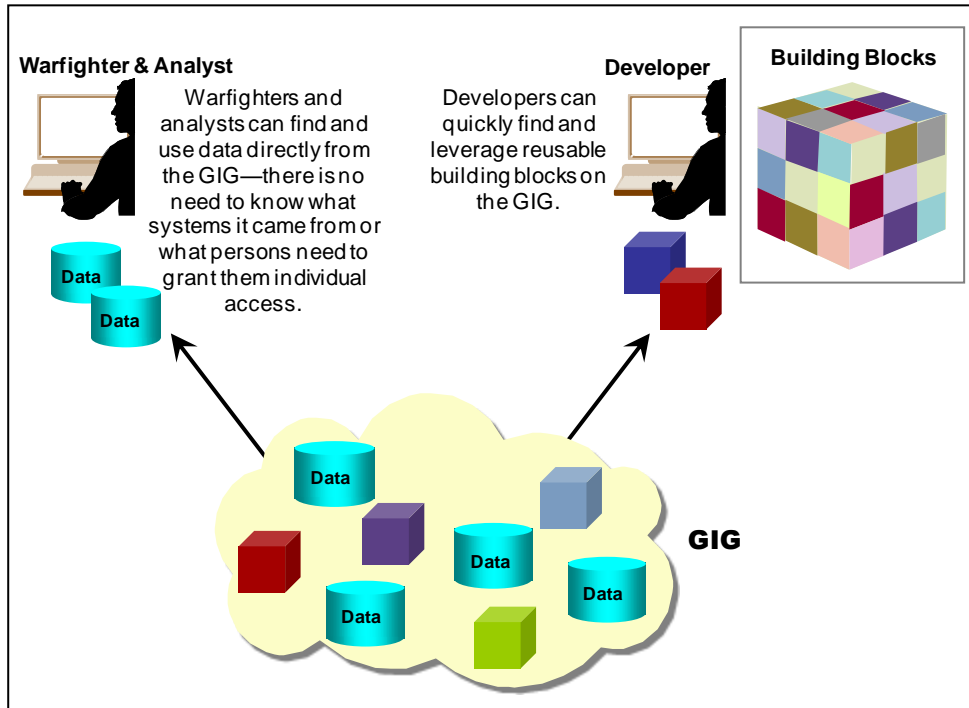 Warfighter & Analyst
Warfighters and
analysts can find and
use data directly from
the GIG—there is no
need to know what
systems it came from or
what persons need to
grant them individual
access.
Data
Data
Developer
Developers can
quickly find and
leverage reusable
building blocks on
the GIG.
Building Blocks
Data
Data
Data
Data
GIG